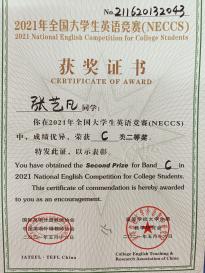 No. 211620132043
2021年全国大学生英语竞赛(NECCS)
2021 National English Competition for College Students
获奖证书
CERTIFICATE OF AWARD
张艺凡 同学：
你在2021年全国大学生英语竞赛(NECCS)
中，成绩优异，荣获 C 类二等奖。
特发此证，以示表彰。
You have obtained the Second Prize for Band C in
2021 National English Competition for College Students.
This certificate of commendation is hereby awarded
to you as an encouragement.
IATEFL · TEFL China
College English Teaching &
Research Association of China